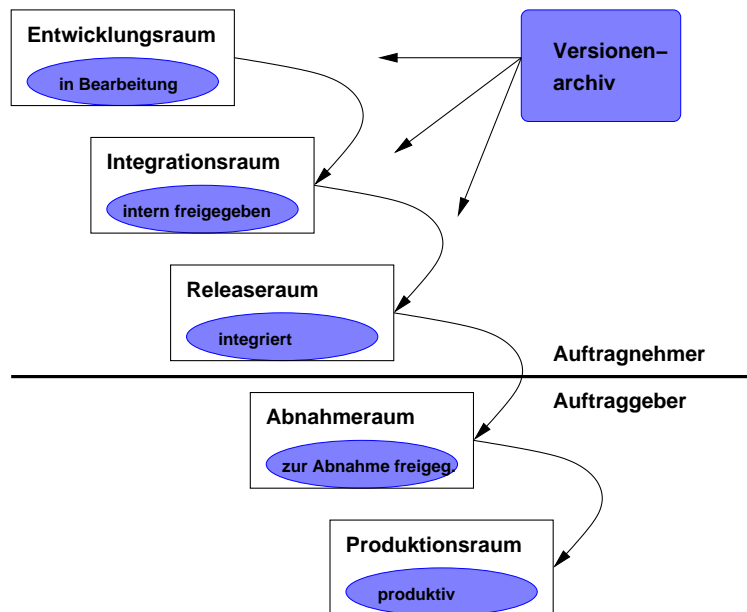 Entwicklungsraum
in Bearbeitung
Versionen–
archiv
Integrationsraum
intern freigegeben
Releaseraum
integriert
Auftragnehmer
Auftraggeber
Abnahmeraum
zur Abnahme freigeg.
Produktionsraum
produktiv